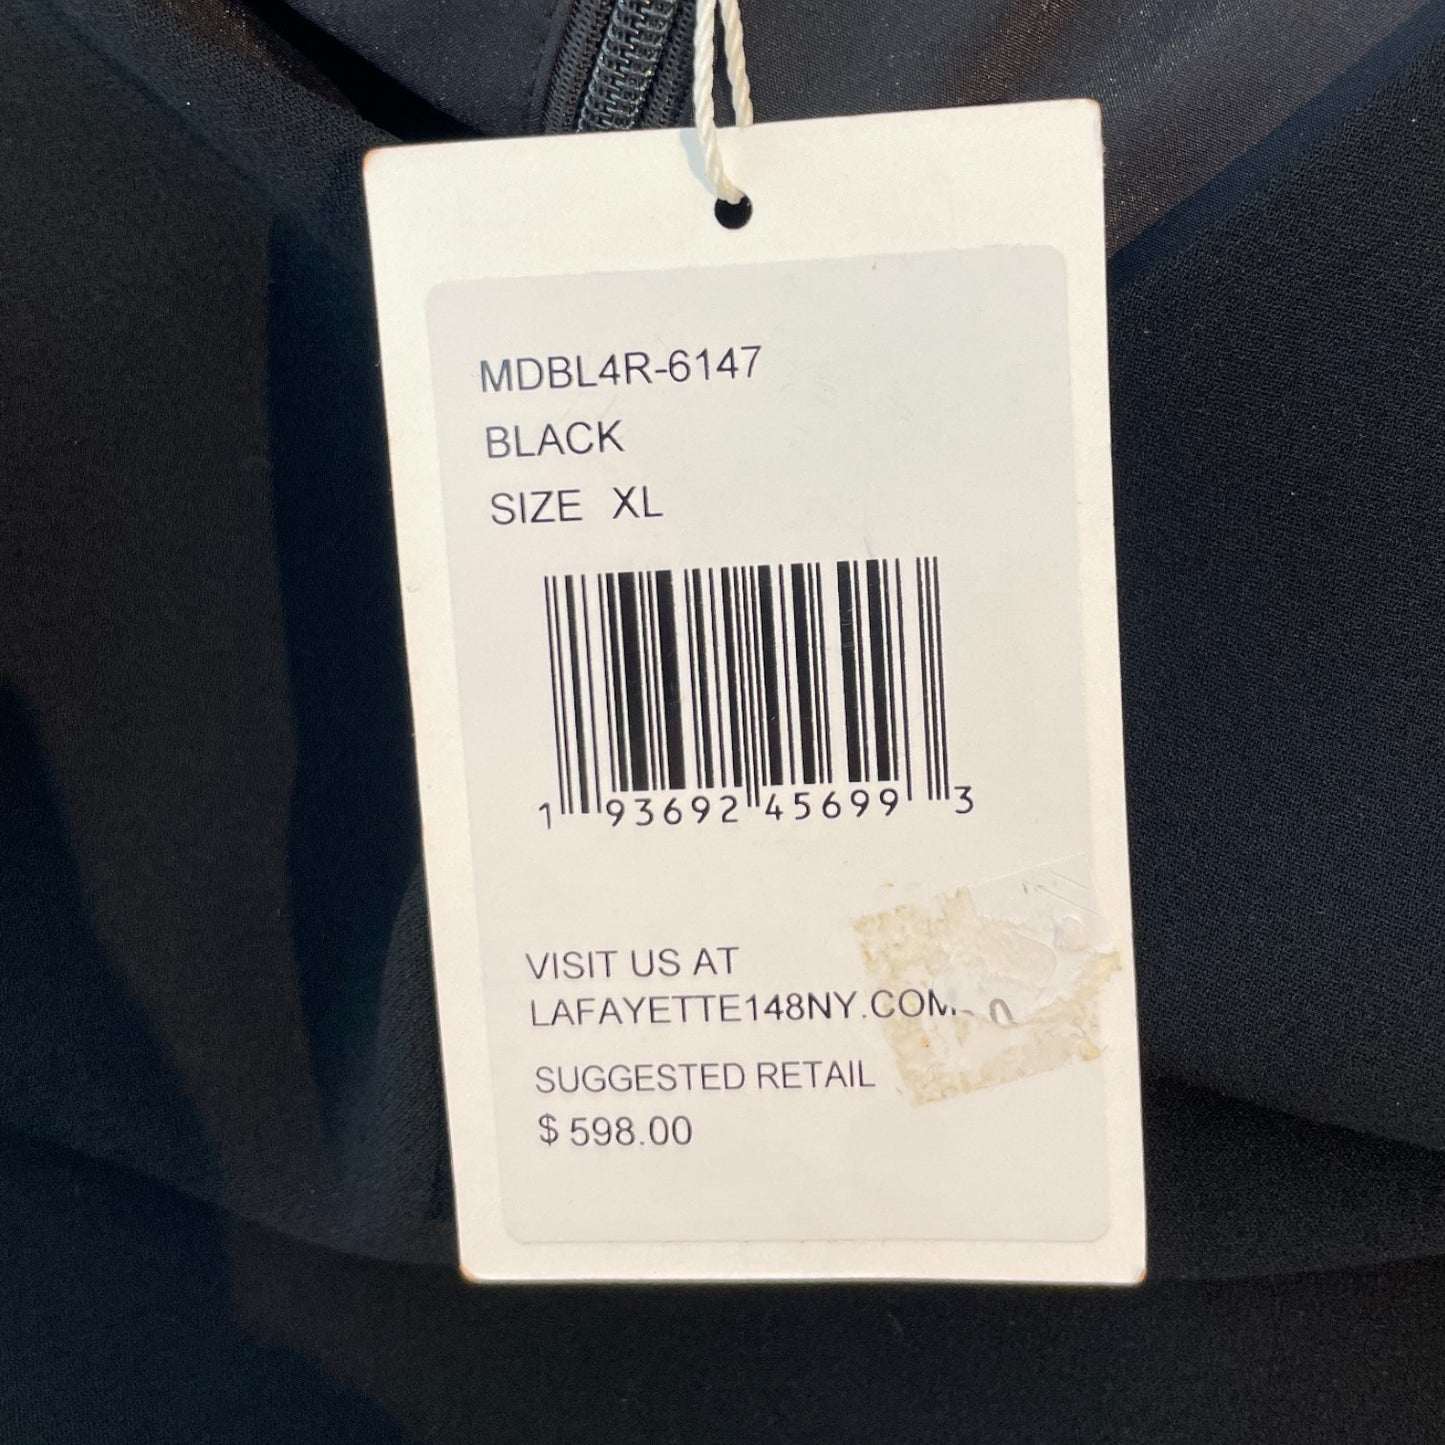 MDBL4R-6147
BLACK
SIZE XL
1 93692 45699 3
VISIT US AT
LAFAYETTE148NY.COM
SUGGESTED RETAIL
$ 598.00